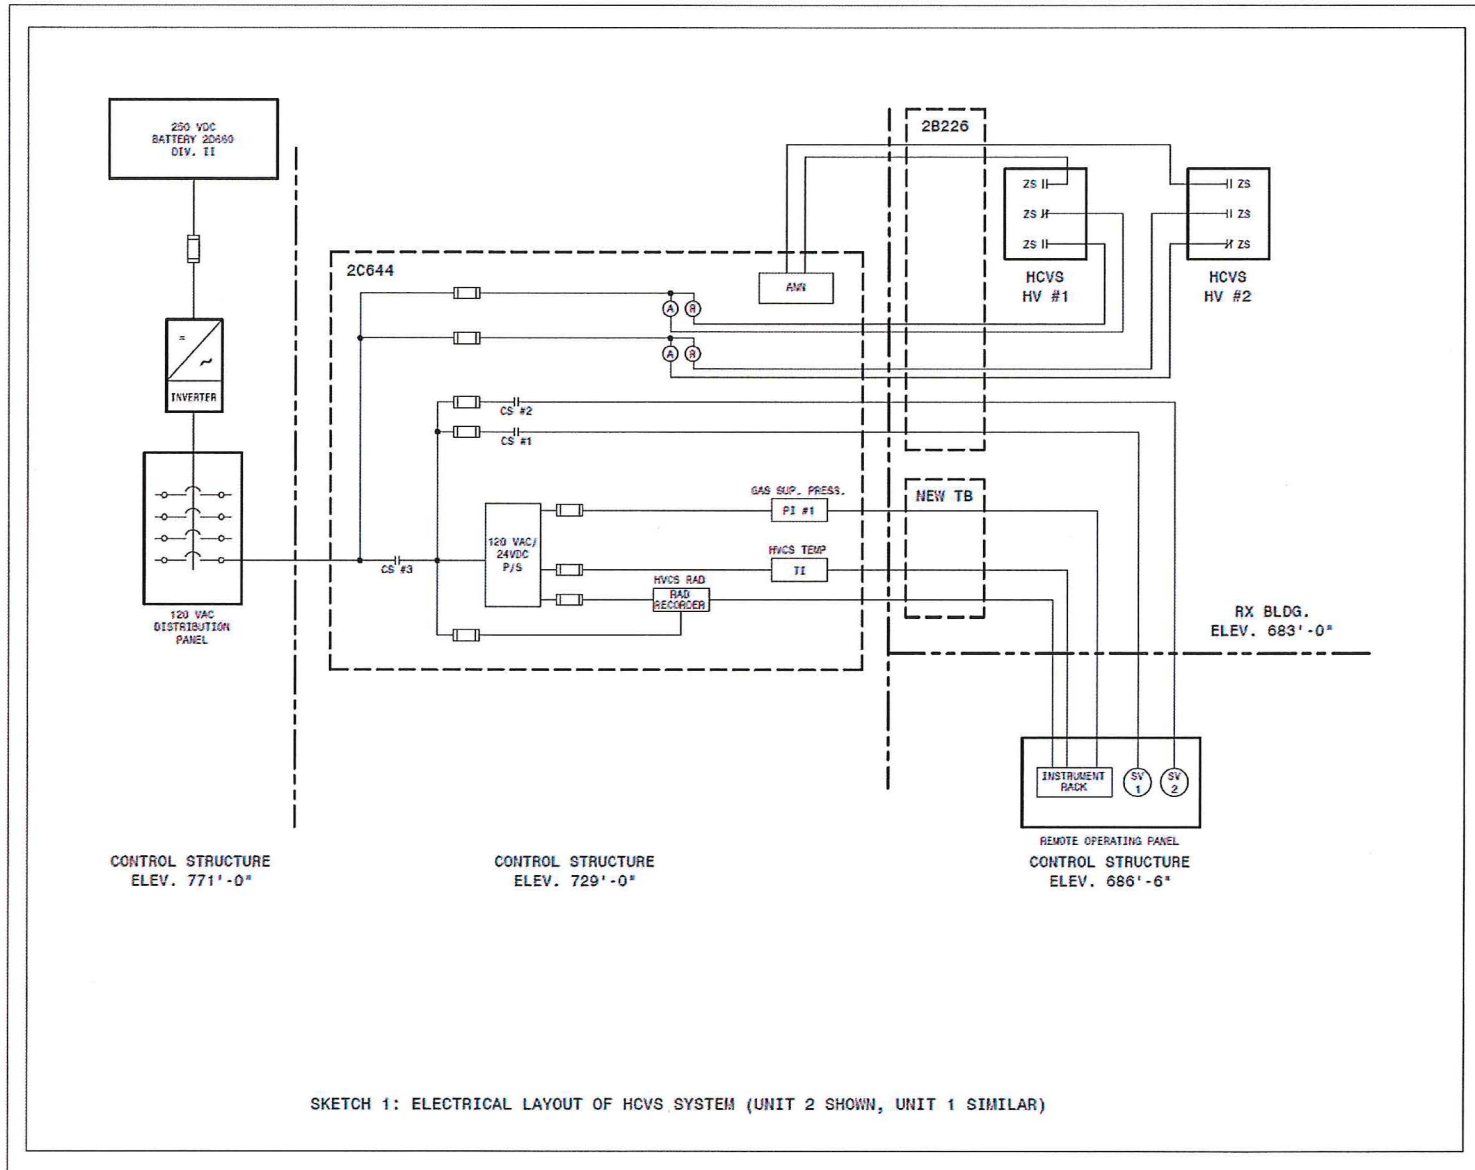 250 VDC
BATTERY 2D660
DIV. II
INVERTER
120 VAC
DISTRIBUTION
PANEL
2C644
ANN
A
R
A
R
CS #2
CS #1
CS #3
120 VAC/
24VDC
P/S
GAS SUP. PRESS.
PI #1
HVCS TEMP
TI
HVCS RAD
RAD
RECORDER
2B226
NEW TB
ZS
ZS
ZS
HCVS
HV #1
ZS
ZS
ZS
HCVS
HV #2
RX BLDG.
ELEV. 683'-0"
INSTRUMENT
RACK
SV
1
SV
2
REMOTE OPERATING PANEL
CONTROL STRUCTURE
ELEV. 686'-6"
CONTROL STRUCTURE
ELEV. 771'-0"
CONTROL STRUCTURE
ELEV. 729'-0"
SKETCH 1: ELECTRICAL LAYOUT OF HCVS SYSTEM (UNIT 2 SHOWN, UNIT 1 SIMILAR)